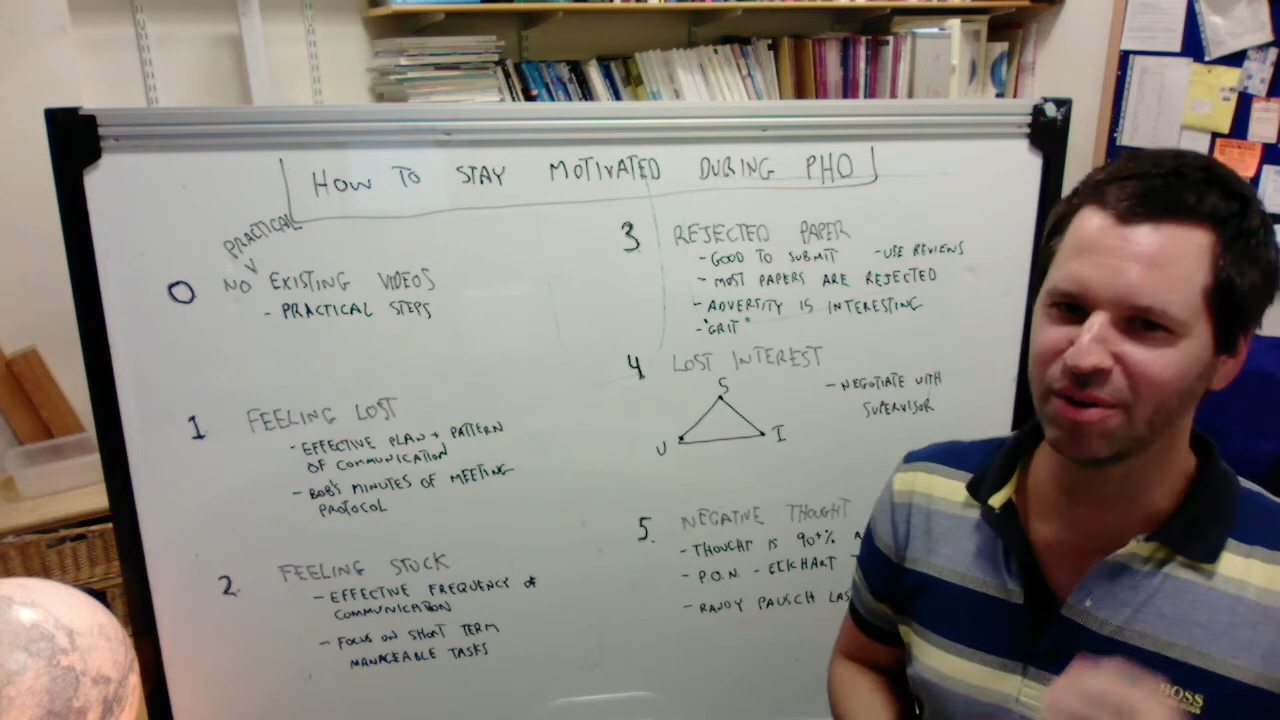 HOW TO STAY MOTIVATED DURING PHD
PRACTICAL
0 NO EXISTING VIDEOS
- PRACTICAL STEPS
1 FEELING LOST
- EFFECTIVE PLAN + PATTERN
OF COMMUNICATION
- BOB'S MINUTES OF MEETING
PROTOCOL
2. FEELING STUCK
- EFFECTIVE FREQUENCY OF
COMMUNICATION
- FOCUS ON SHORT TERM
MANAGEABLE TASKS
3 REJECTED PAPER
- GOOD TO SUBMIT - USE REVIEWS
- MOST PAPERS ARE REJECTED
- ADVERSITY IS INTERESTING
- "GRIT"
4 LOST INTEREST
S
U I
- NEGOTIATE WITH
SUPERVISOR
5. NEGATIVE THOUGHT
- THOUGHT IS 90+%
- P.O.N. - ECKHART
- RANDY PAUSCH LAS
BOSS